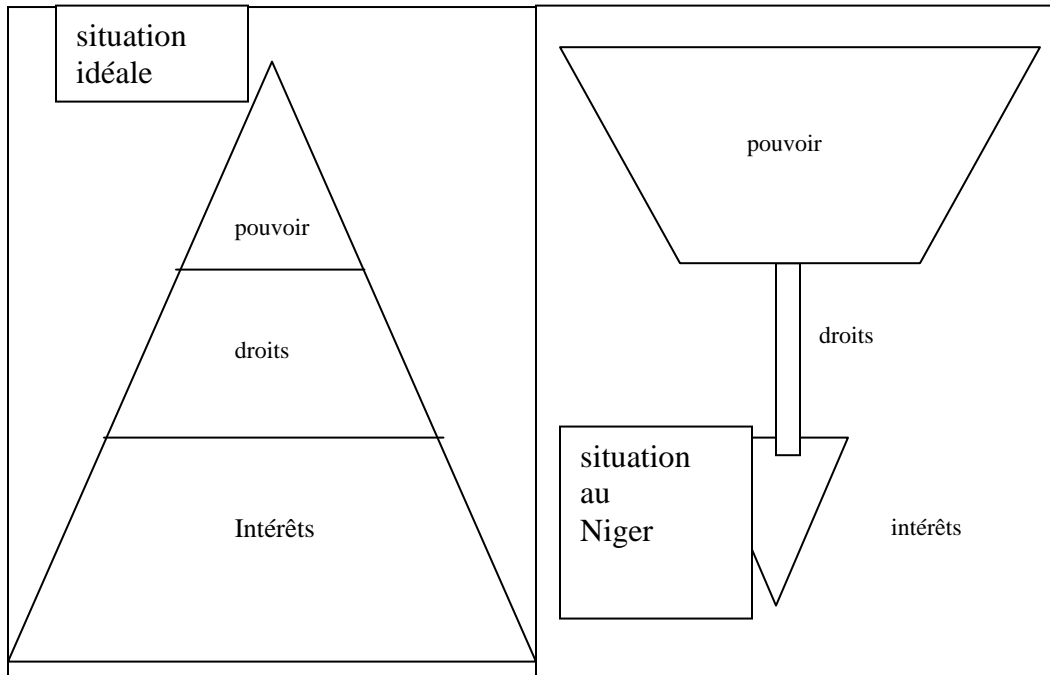 situation
idéale
pouvoir
droits
Intérêts
pouvoir
droits
situation
au
Niger
intérêts